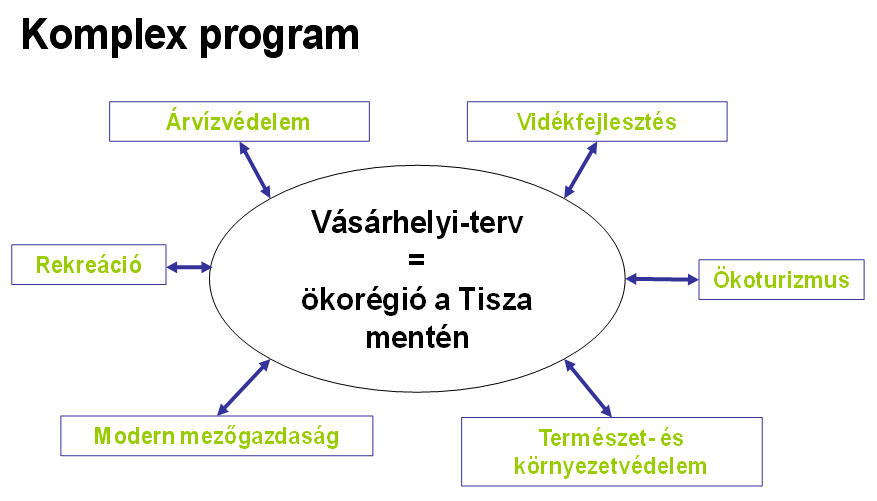 Komplex program
Árvízvédelem
Vidékfejlesztés
Vásárhelyi-terv
=
ökorégió a Tisza
mentén
Rekreáció
Ökoturizmus
Modern mezőgazdaság
Természet- és
környezetvédelem